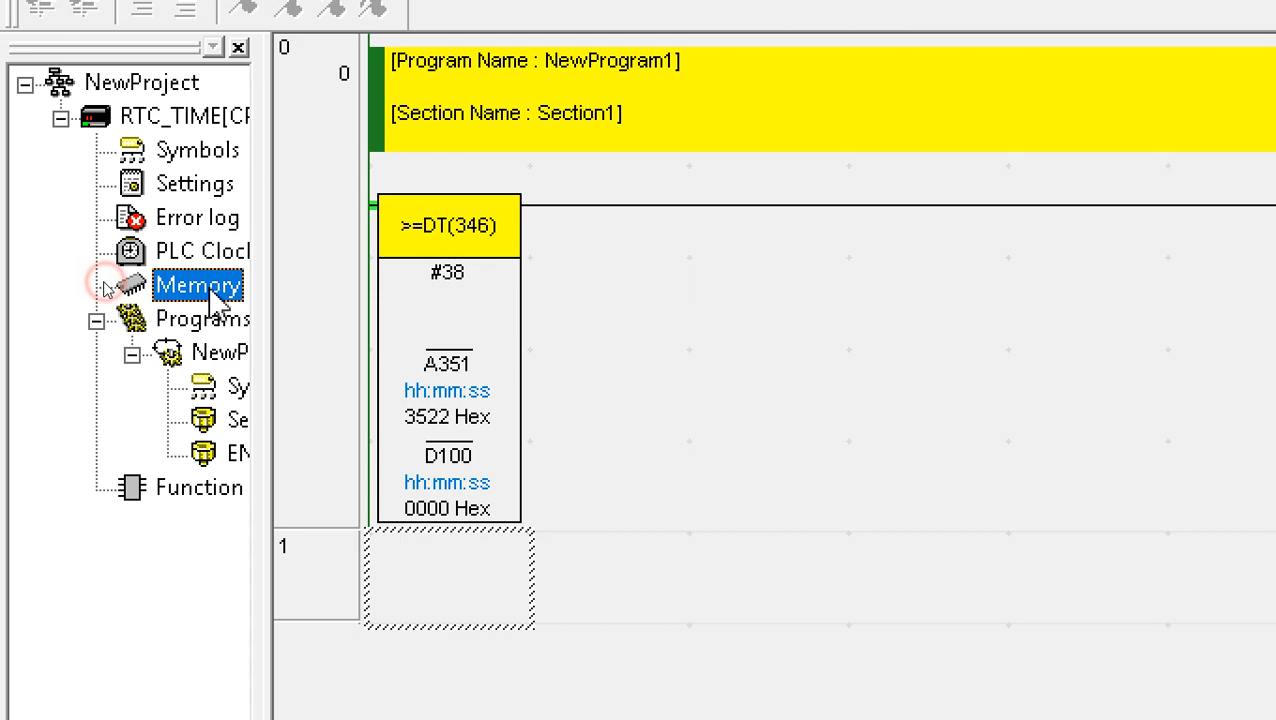 NewProject
RTC_TIME[CP
Symbols
Settings
Error log
PLC Cloc
Memory
Programs
NewP
Sy
Se
EN
Function
0
0
[Program Name : NewProgram1]
[Section Name : Section1]
>=DT(346)
#38
A351
hh:mm:ss
3522 Hex
D100
hh:mm:ss
0000 Hex
1